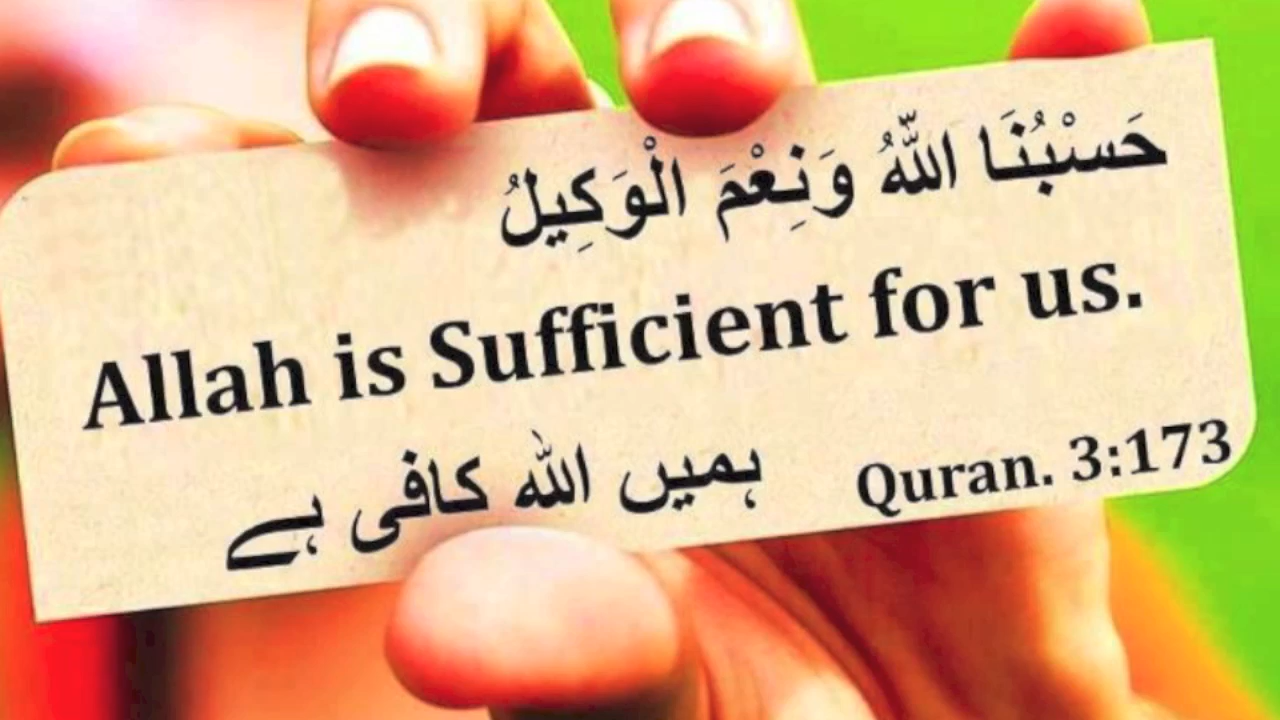 حَسْبُنَا اللّٰهُ وَنِعْمَ الْوَكِيلُ
Allah is Sufficient for us.
ہمیں اللہ کافی ہے
Quran. 3:173